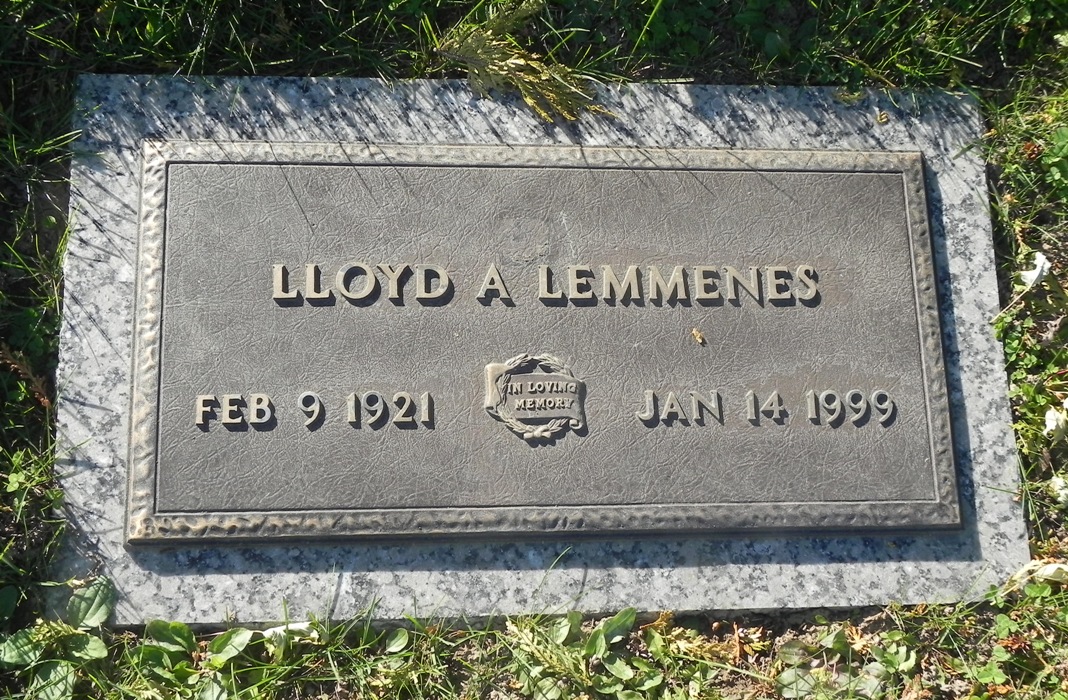 LLOYD A LEMMENES
FEB 9 1921
IN LOVING
MEMORY
JAN 14 1999